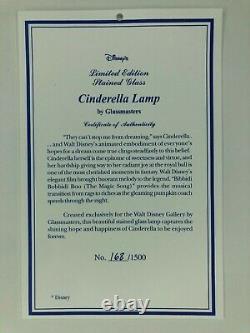 Disney's
Limited Edition
Stained Glass
Cinderella Lamp
by Glassmasters
Certificate of Authenticity
"They can't stop me from dreaming," says Cinderella.
. . and Walt Disney's animated embodiment of everyone's
hopes for a dream come true clings steadfastly to this belief.
Cinderella herself is the epitome of sweetness and virtue, and
her hardship giving way to her radiant joy at the royal ball is
one of the most cherished moments in fantasy. Walt Disney's
elegant film brought buoyant melody to the legend. "Bibbidi
Bobbidi Boo (The Magic Song)" provides the musical
transition from rags to riches as the gleaming pumpkin coach
speeds through the night.
Created exclusively for the Walt Disney Gallery by
Glassmasters, this beautiful stained glass lamp captures the
shining hope and happiness of Cinderella to be enjoyed
forever.
No. 168 /1500
© Disney